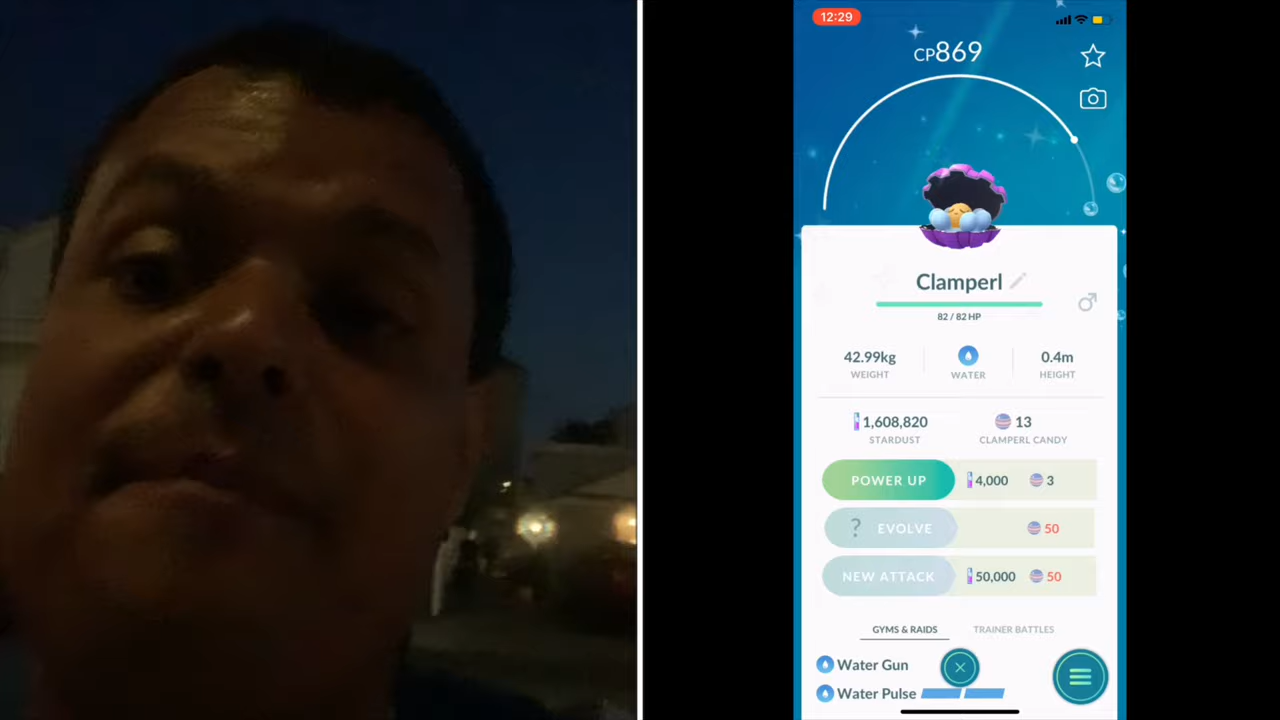 12:29
CP869
Clamperl
82 / 82 HP
42.99kg
WEIGHT
WATER
0.4m
HEIGHT
1,608,820
STARDUST
13
CLAMPERL CANDY
POWER UP 4,000 3
? EVOLVE 50
NEW ATTACK 50,000 50
GYMS & RAIDS TRAINER BATTLES
Water Gun
Water Pulse